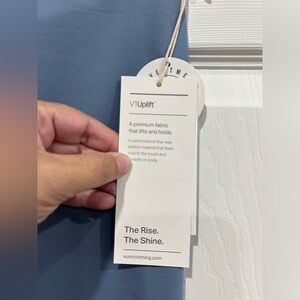 V1Uplift™
A premium fabric
that lifts and holds.
A performance four-way
stretch material that feels
cool to the touch and
smooth on body.
The Rise.
The Shine.
vuoriclothing.com